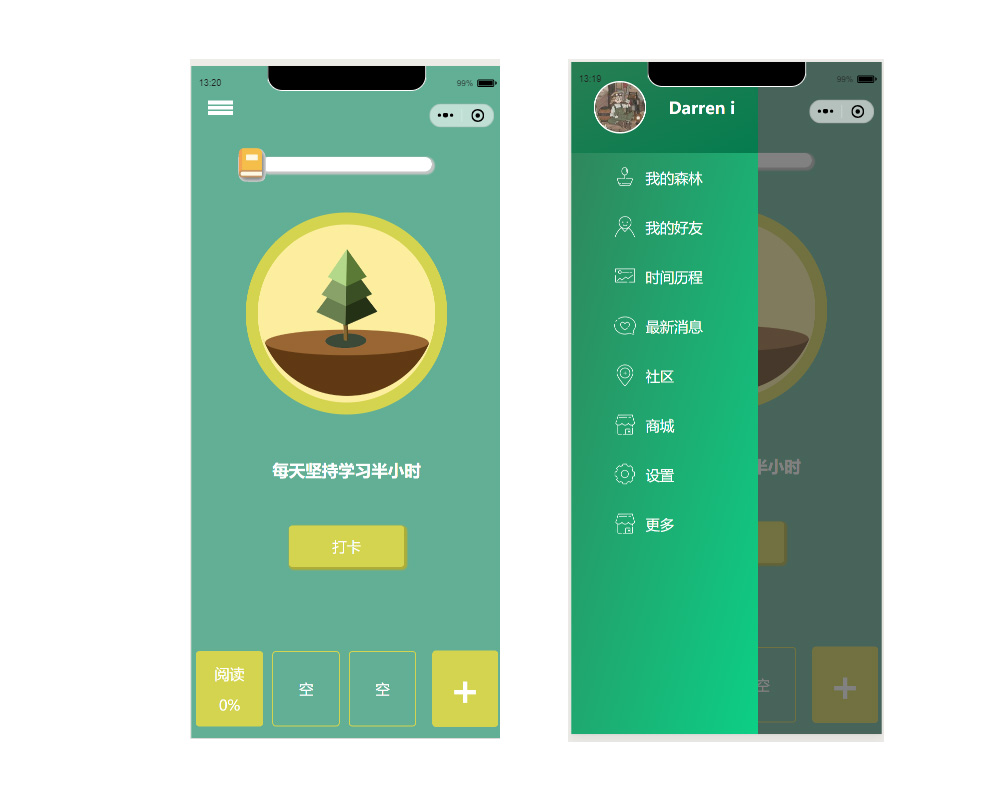 13:20
99%
每天坚持学习半小时
打卡
阅读
0%
空
空
+
13:19
99%
Darren i
我的森林
我的好友
时间历程
最新消息
社区
商城
设置
更多
半小时
空
+